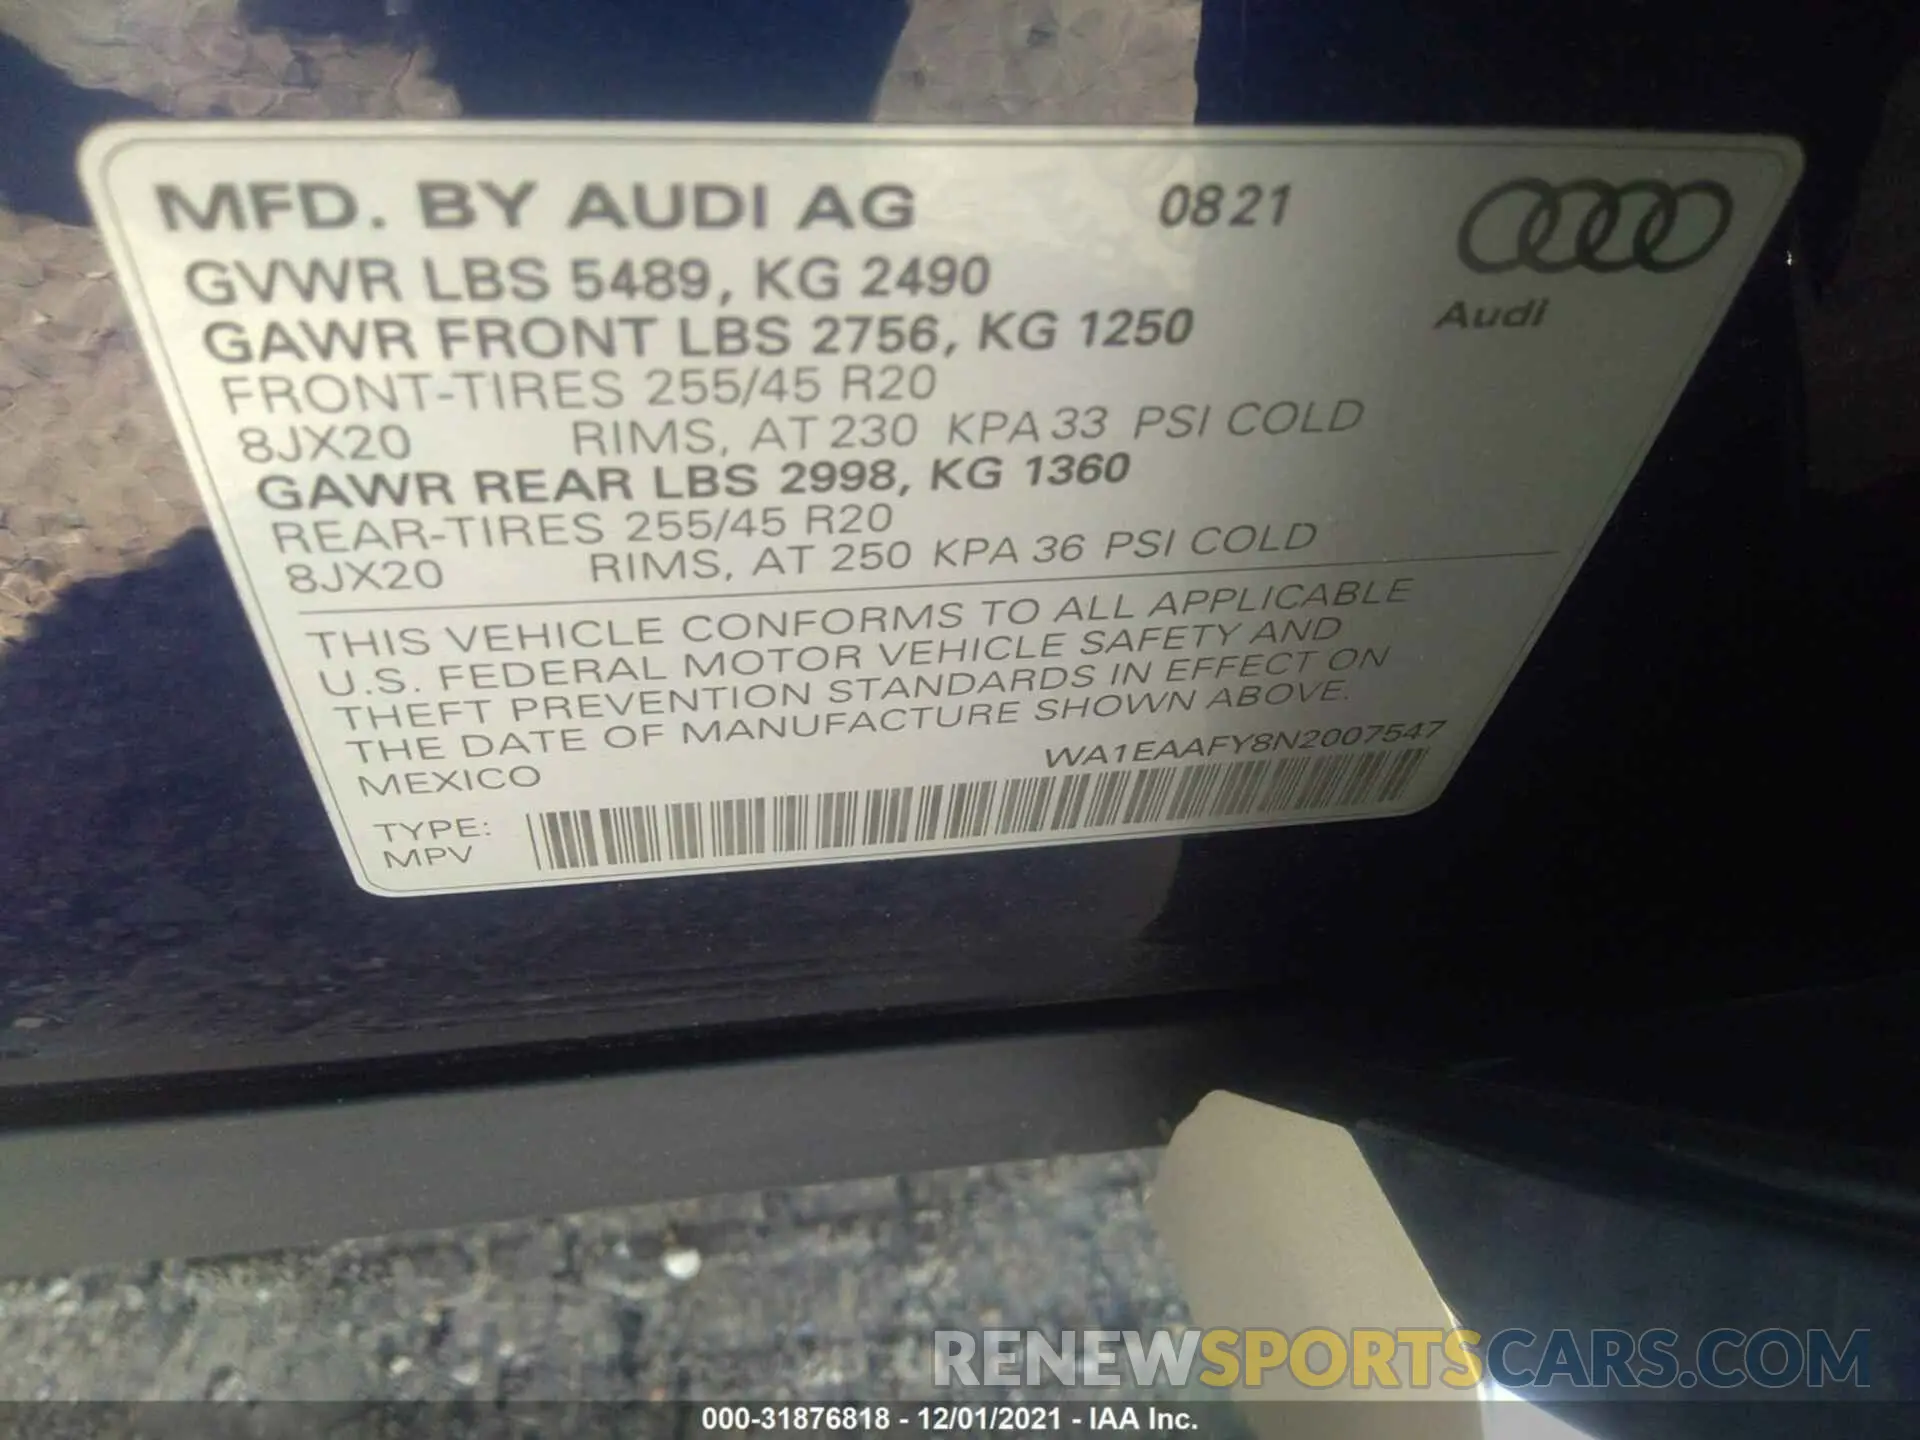 MFD. BY AUDI AG 0821
GVWR LBS 5489, KG 2490
GAWR FRONT LBS 2756, KG 1250
Audi
FRONT-TIRES 255/45 R20
8JX20 RIMS, AT 230 KPA 33 PSI COLD
GAWR REAR LBS 2998, KG 1360
REAR-TIRES 255/45 R20
8JX20 RIMS, AT 250 KPA 36 PSI COLD
THIS VEHICLE CONFORMS TO ALL APPLICABLE
U.S. FEDERAL MOTOR VEHICLE SAFETY AND
THEFT PREVENTION STANDARDS IN EFFECT ON
THE DATE OF MANUFACTURE SHOWN ABOVE.
MEXICO WA1EAAFY8N2007547
TYPE:
MPV
RENEWSPORTSCARS.COM
000-31876818 - 12/01/2021 - IAA Inc.